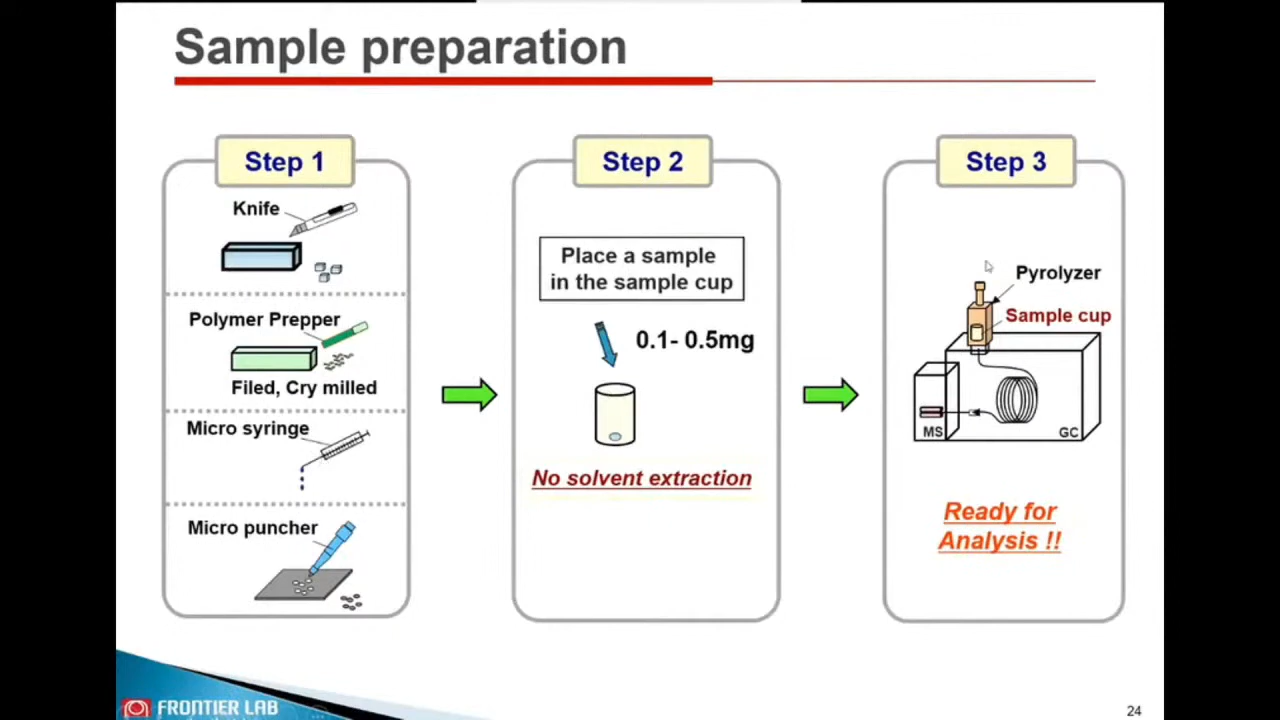 Sample preparation
Step 1
Knife
Polymer Prepper
Filed, Cry milled
Micro syringe
Micro puncher
Step 2
Place a sample
in the sample cup
0.1- 0.5mg
No solvent extraction
Step 3
Pyrolyzer
Sample cup
MS
GC
Ready for
Analysis !!
FRONTIER LAB
24